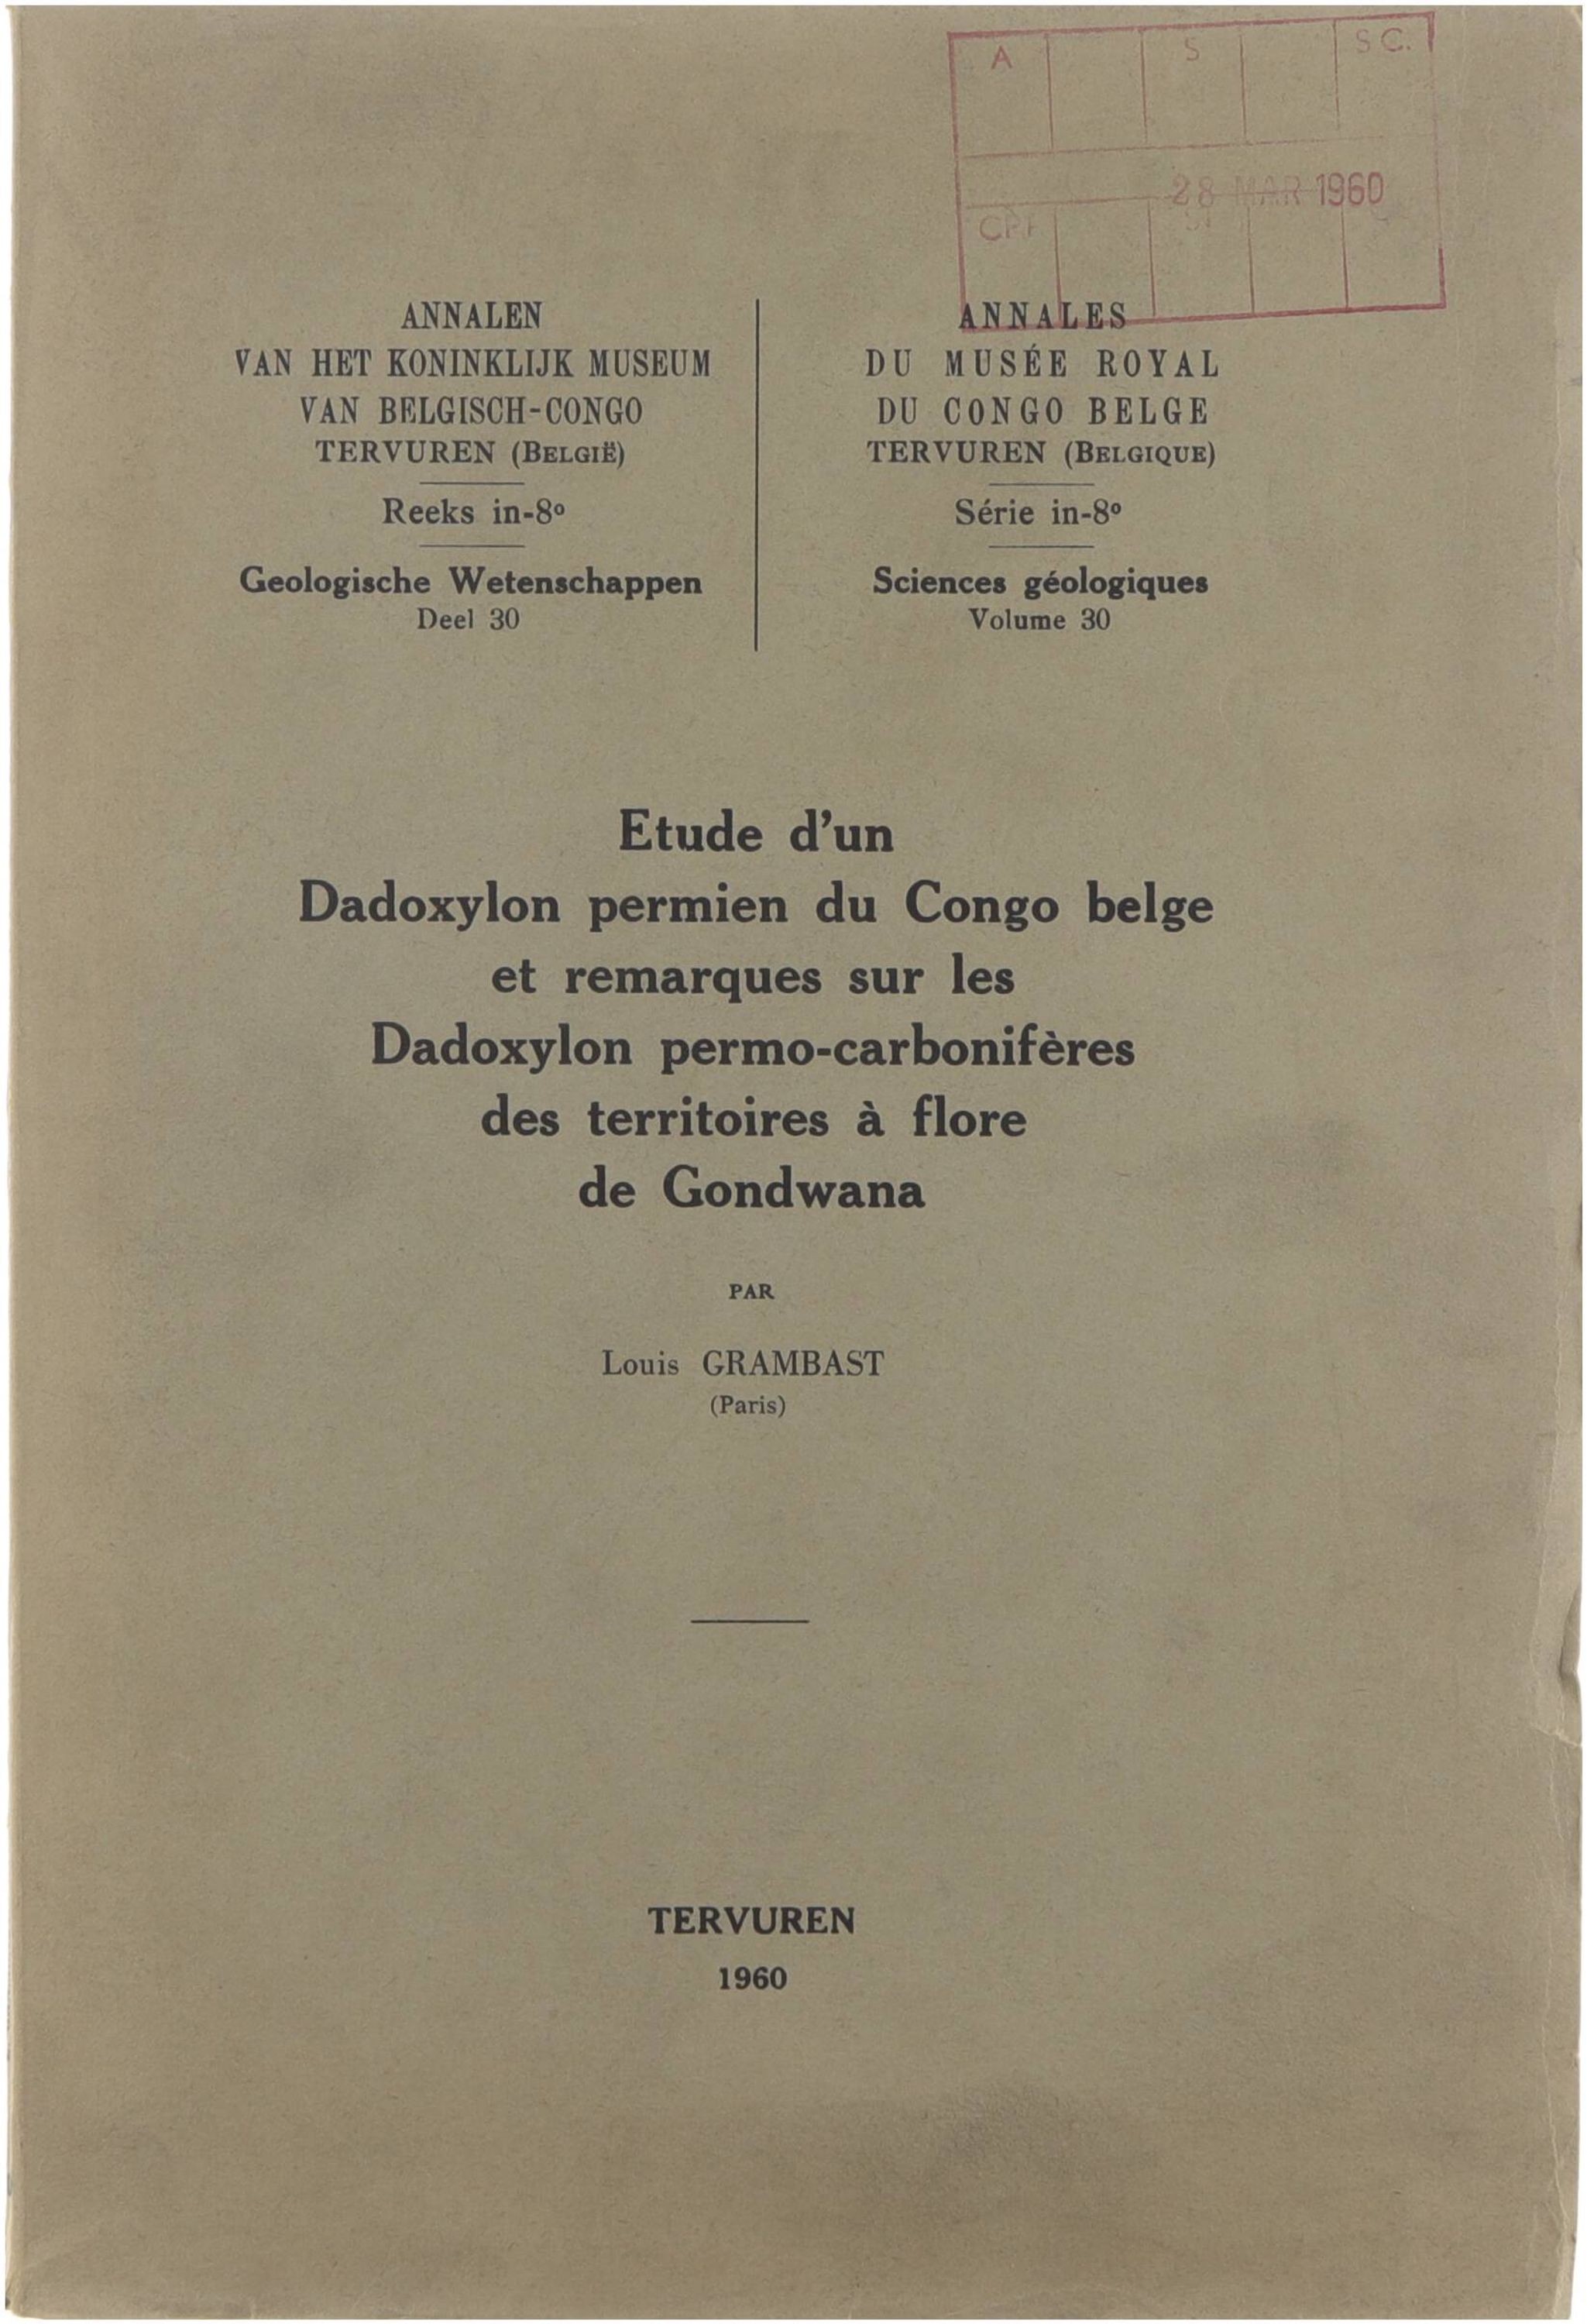 A S S C.
28 MAR 1960
ANNALEN
VAN HET KONINKLIJK MUSEUM
VAN BELGISCH-CONGO
TERVUREN (BELGIË)
Reeks in-8º
Geologische Wetenschappen
Deel 30
ANNALES
DU MUSÉE ROYAL
DU CONGO BELGE
TERVUREN (BELGIQUE)
Série in-8º
Sciences géologiques
Volume 30
Etude d'un
Dadoxylon permien du Congo belge
et remarques sur les
Dadoxylon permo-carbonifères
des territoires à flore
de Gondwana
PAR
Louis GRAMBAST
(Paris)
TERVUREN
1960